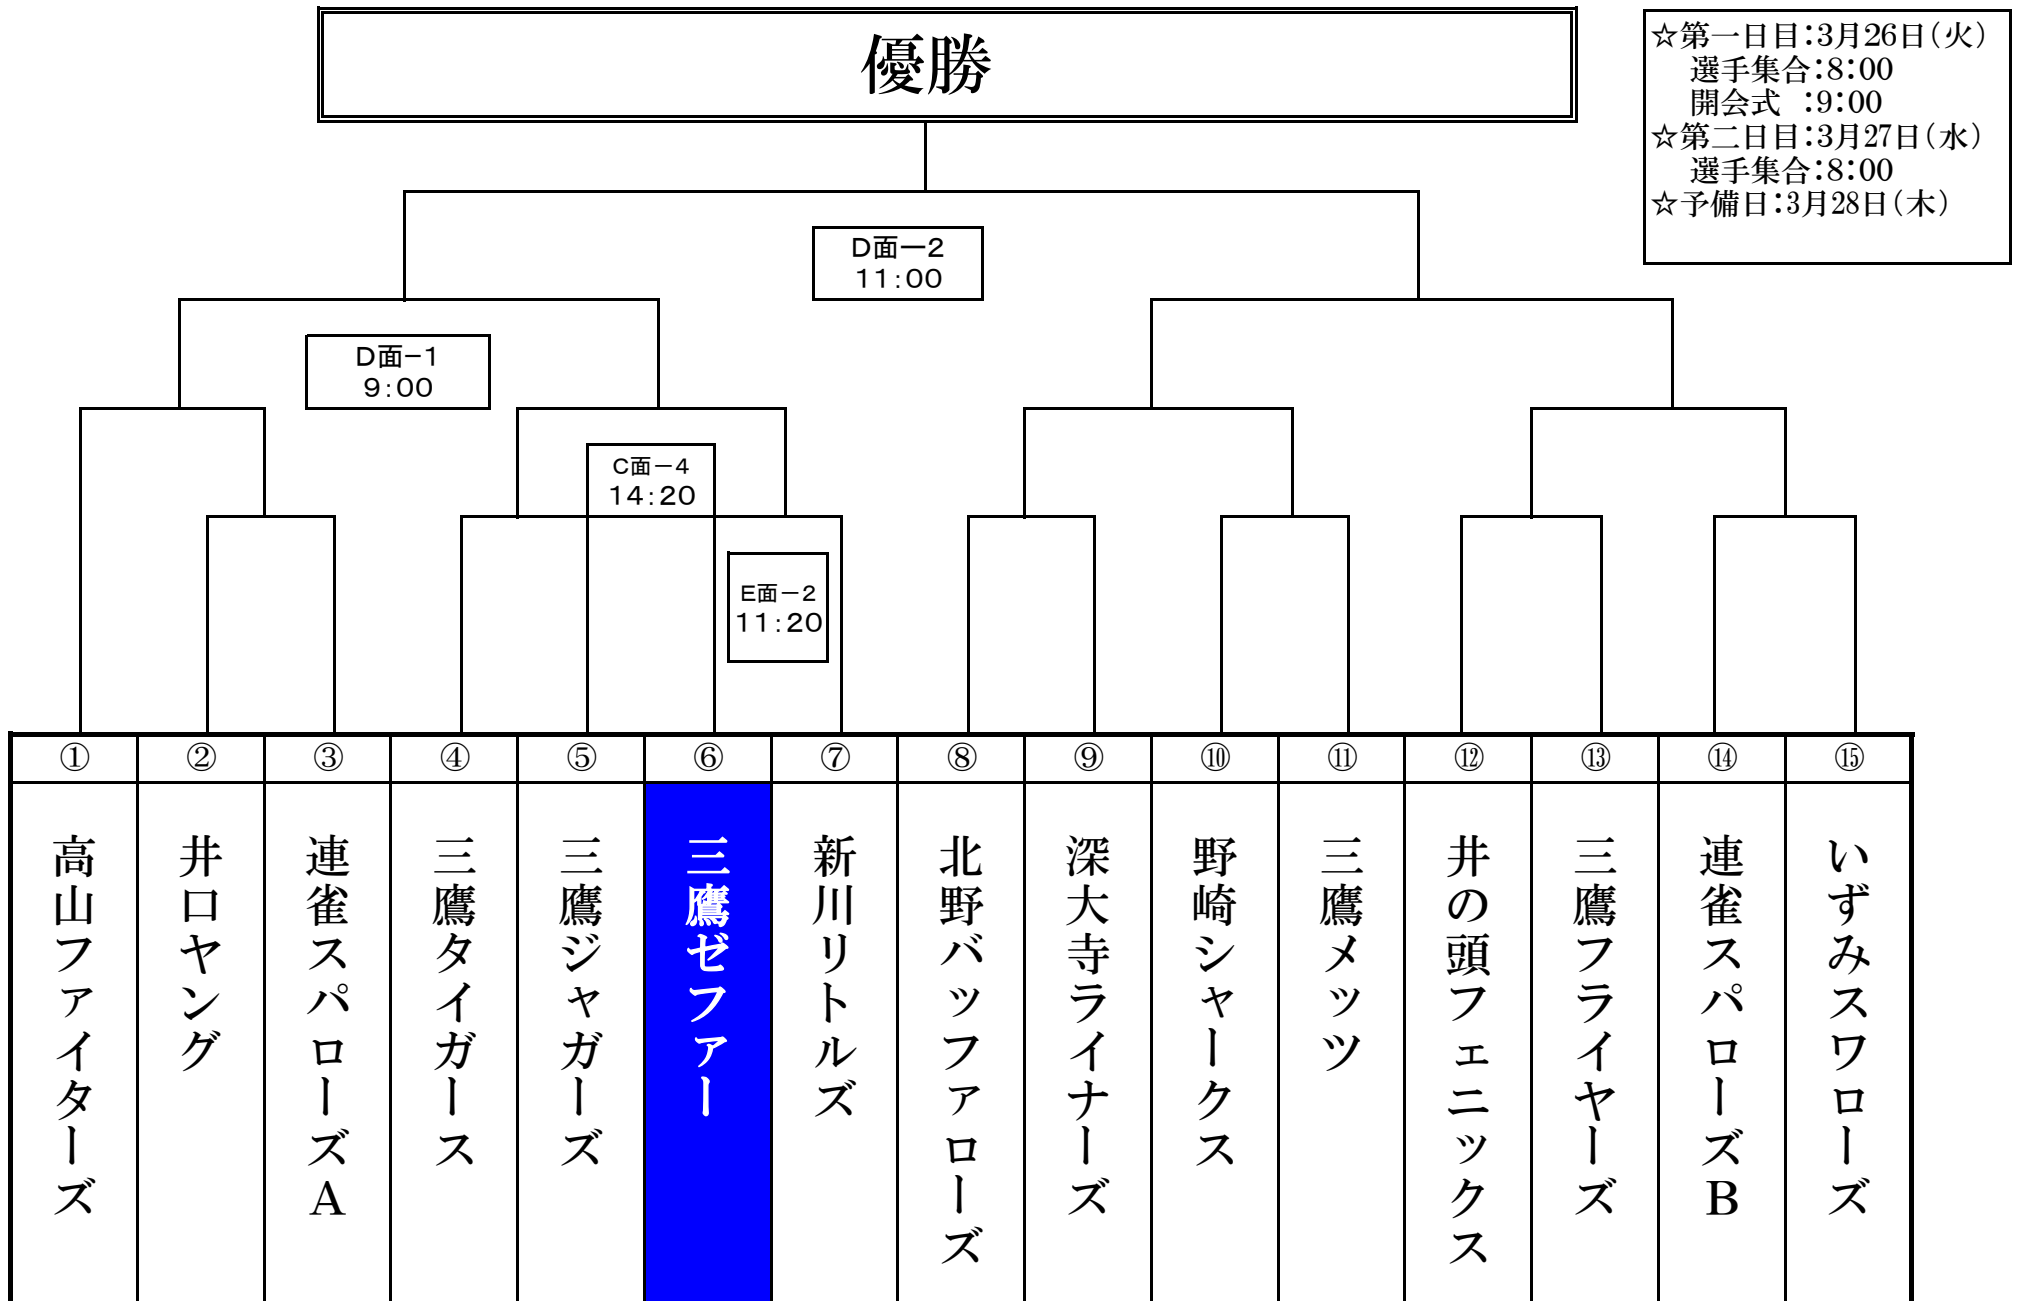 優勝
☆第一日目：3月26日（火）
選手集合：8：00
開会式　：9：00
☆第二日目：3月27日（水）
選手集合：8：00
☆予備日：3月28日（木）
D面ー2
11：00
D面－1
9：00
C面－4
14：20
E面－2
11：20
①
②
③
④
⑤
⑥
⑦
⑧
⑨
⑩
⑪
⑫
⑬
⑭
⑮
高山ファイターズ
井口ヤング
連雀スパローズA
三鷹タイガース
三鷹ジャガーズ
三鷹ゼファー
新川リトルズ
北野バッファローズ
深大寺ライナーズ
野崎シャークス
三鷹メッツ
井の頭フェニックス
三鷹フライヤーズ
連雀スパローズB
いずみスワローズ